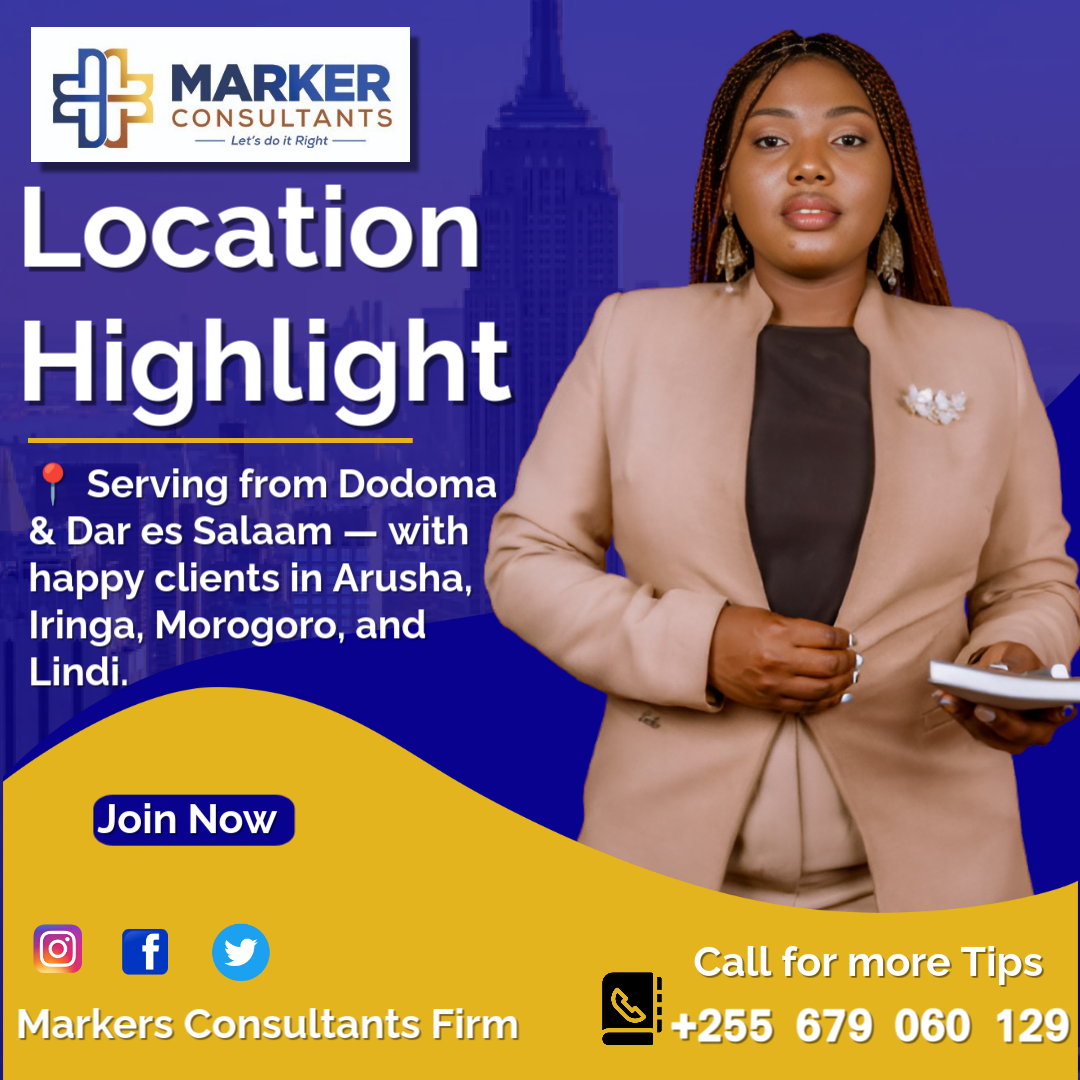 MARKER
CONSULTANTS
Let's do it Right
Location
Highlight
📍 Serving from Dodoma
& Dar es Salaam — with
happy clients in Arusha,
Iringa, Morogoro, and
Lindi.
Join Now
Markers Consultants Firm
Call for more Tips
+255 679 060 129